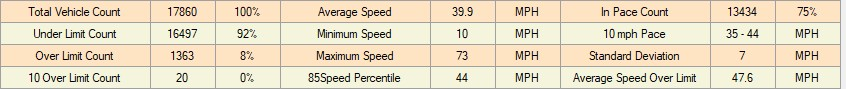 Total Vehicle Count 17860 100% Average Speed 39.9 MPH In Pace Count 13434 75%
Under Limit Count 16497 92% Minimum Speed 10 MPH 10 mph Pace 35 - 44 MPH
Over Limit Count 1363 8% Maximum Speed 73 MPH Standard Deviation 7 MPH
10 Over Limit Count 20 0% 85Speed Percentile 44 MPH Average Speed Over Limit 47.6 MPH